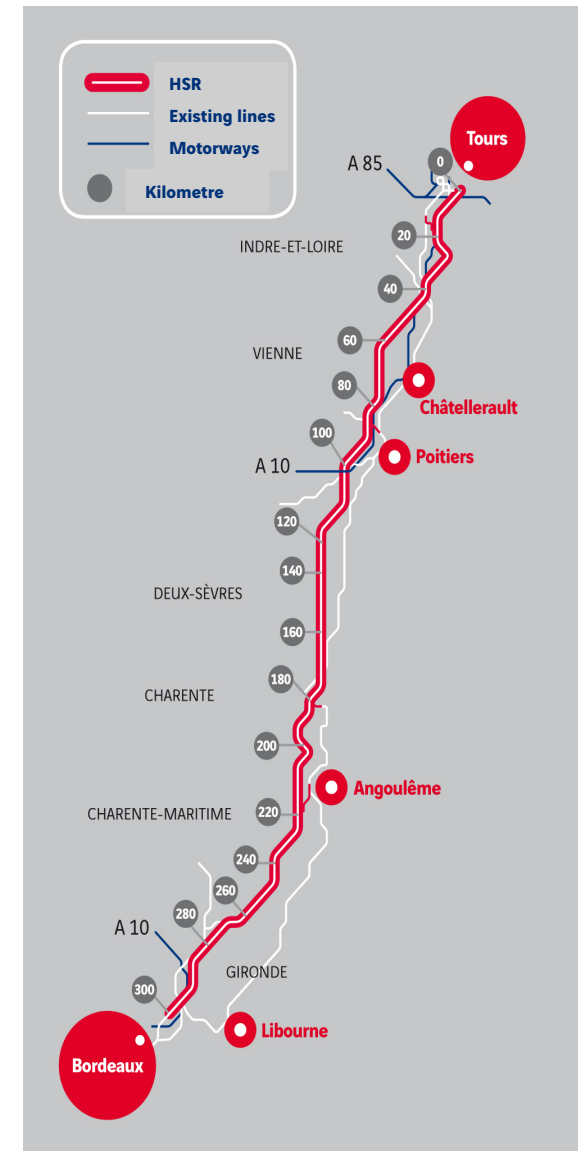 HSR
Existing lines
Motorways
Kilometre
Tours
A 85
0
20
INDRE-ET-LOIRE
40
60
VIENNE
80
Châtellerault
100
Poitiers
A 10
120
140
DEUX-SÈVRES
160
180
CHARENTE
200
Angoulême
220
CHARENTE-MARITIME
240
260
280
A 10
GIRONDE
300
Libourne
Bordeaux